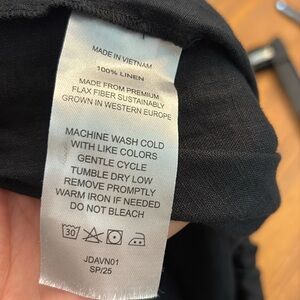 MADE IN VIETNAM
100% LINEN
MADE FROM PREMIUM
FLAX FIBER SUSTAINABLY
GROWN IN WESTERN EUROPE
MACHINE WASH COLD
WITH LIKE COLORS
GENTLE CYCLE
TUMBLE DRY LOW
REMOVE PROMPTLY
WARM IRON IF NEEDED
DO NOT BLEACH
30
JDAVN01
SP/25